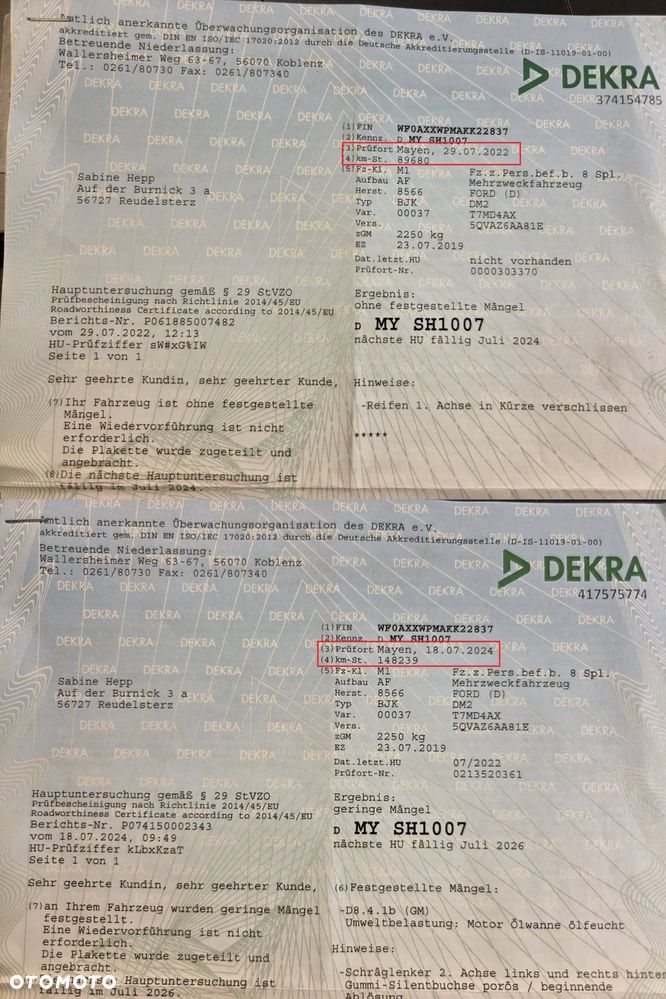 Amtlich anerkannte Überwachungsorganisation des DEKRA e.V.
akkreditiert gem. DIN EN ISO/IEC 17020:2012 durch die Deutsche Akkreditierungsstelle (D-IS-11019-01-00)
Betreuende Niederlassung:
Wallersheimer Weg 63-67, 56070 Koblenz
Tel.: 0261/80730 Fax: 0261/807340
DEKRA
374154785
(1) FIN WF0AXXWPMAKK22837
(2) Kennz. D MY SH1007
(3) Prüfort Mayen, 29.07.2022
(4) km-St. 89680
(5) Fz-Kl. M1 Fz.z.Pers.bef.b. 8 Spl.
Aufbau AF Mehrzweckfahrzeug
Herst. 8566 FORD (D)
Typ BJK DM2
Var. 00037 T7MD4AX
Vers. 5QVAZ6AA81E
zGM 2250 kg
EZ 23.07.2019
Dat.letzt.HU nicht vorhanden
Prüfort-Nr. 0000303370
Sabine Hepp
Auf der Burnick 3 a
56727 Reudelsterz
Hauptuntersuchung gemäß § 29 StVZO
Prüfbescheinigung nach Richtlinie 2014/45/EU
Roadworthiness Certificate according to 2014/45/EU
Berichts-Nr. P061885007482
vom 29.07.2022, 12:13
HU-Prüfziffer sW#xG%IW
Seite 1 von 1
Ergebnis:
ohne festgestellte Mängel
D MY SH1007
nächste HU fällig Juli 2024
Sehr geehrte Kundin, sehr geehrter Kunde,
(7) Ihr Fahrzeug ist ohne festgestellte
Mängel.
Eine Wiedervorführung ist nicht
erforderlich.
Die Plakette wurde zugeteilt und
angebracht.
(8) Die nächste Hauptuntersuchung ist
fällig im Juli 2024.
Hinweise:
-Reifen 1. Achse in Kürze verschlissen
*****
Amtlich anerkannte Überwachungsorganisation des DEKRA e.V.
akkreditiert gem. DIN EN ISO/IEC 17020:2012 durch die Deutsche Akkreditierungsstelle (D-IS-11019-01-00)
Betreuende Niederlassung:
Wallersheimer Weg 63-67, 56070 Koblenz
Tel.: 0261/80730 Fax: 0261/807340
DEKRA
417575774
(1) FIN WF0AXXWPMAKK22837
(2) Kennz. D MY SH1007
(3) Prüfort Mayen, 18.07.2024
(4) km-St. 148239
(5) Fz-Kl. M1 Fz.z.Pers.bef.b. 8 Spl.
Aufbau AF Mehrzweckfahrzeug
Herst. 8566 FORD (D)
Typ BJK DM2
Var. 00037 T7MD4AX
Vers. 5QVAZ6AA81E
zGM 2250 kg
EZ 23.07.2019
Dat.letzt.HU 07/2022
Prüfort-Nr. 0213520361
Sabine Hepp
Auf der Burnick 3 a
56727 Reudelsterz
Hauptuntersuchung gemäß § 29 StVZO
Prüfbescheinigung nach Richtlinie 2014/45/EU
Roadworthiness Certificate according to 2014/45/EU
Berichts-Nr. P074150002343
vom 18.07.2024, 09:49
HU-Prüfziffer kLbxKzaT
Seite 1 von 1
Ergebnis:
geringe Mängel
D MY SH1007
nächste HU fällig Juli 2026
Sehr geehrte Kundin, sehr geehrter Kunde,
(7) an Ihrem Fahrzeug wurden geringe Mängel
festgestellt.
Eine Wiedervorführung ist nicht
erforderlich.
Die Plakette wurde zugeteilt und
angebracht.
Hauptuntersuchung ist
fällig im Juli 2026.
(6) Festgestellte Mängel:
-D8.4.1b (GM)
Umweltbelastung: Motor Ölwanne ölfeucht
Hinweise:
-Schräglenker 2. Achse links und rechts hinten
Gummi-Silentbuchse porös / beginnende
Ablösung
OTOMOTO